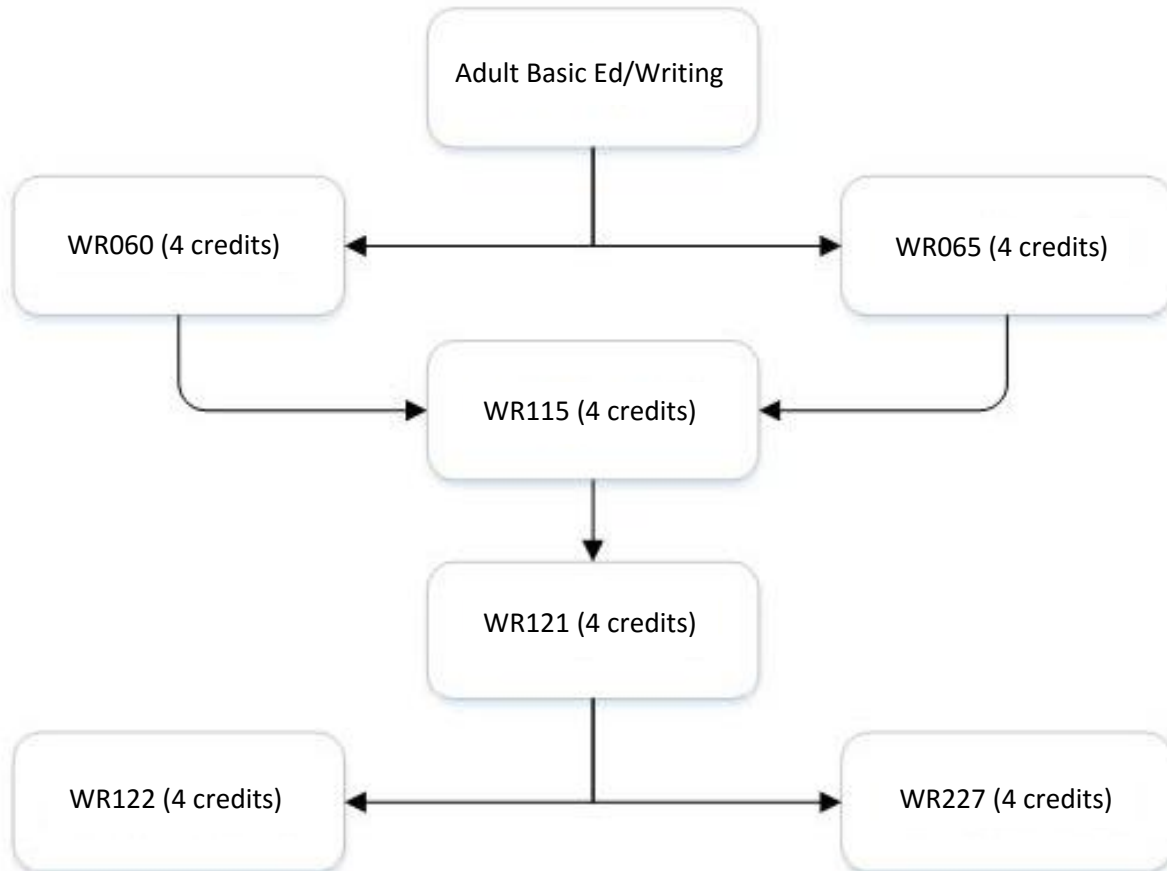 Adult Basic Ed/Writing
WR060 (4 credits)
WR065 (4 credits)
WR115 (4 credits)
WR121 (4 credits)
WR122 (4 credits)
WR227 (4 credits)